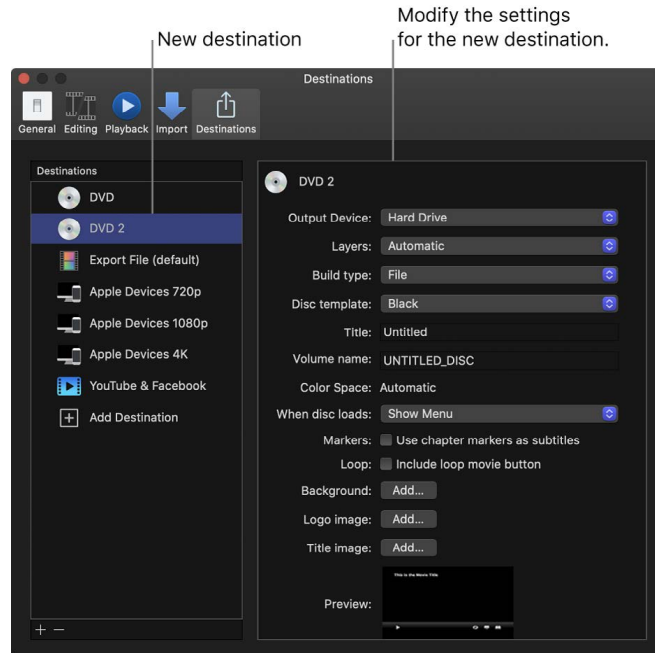 Modify the settings
New destination
for the new destination.
Destinations
General Editing Playback Import Destinations
Destinations
DVD
DVD 2
Export File (default)
Apple Devices 720p
Apple Devices 1080p
Apple Devices 4K
YouTube & Facebook
Add Destination
DVD 2
Output Device: Hard Drive
Layers: Automatic
Build type: File
Disc template: Black
Title: Untitled
Volume name: UNTITLED_DISC
Color Space: Automatic
When disc loads: Show Menu
Markers: Use chapter markers as subtitles
Loop: Include loop movie button
Background: Add...
Logo image: Add...
Title image: Add...
Preview:
This is the Movie Title